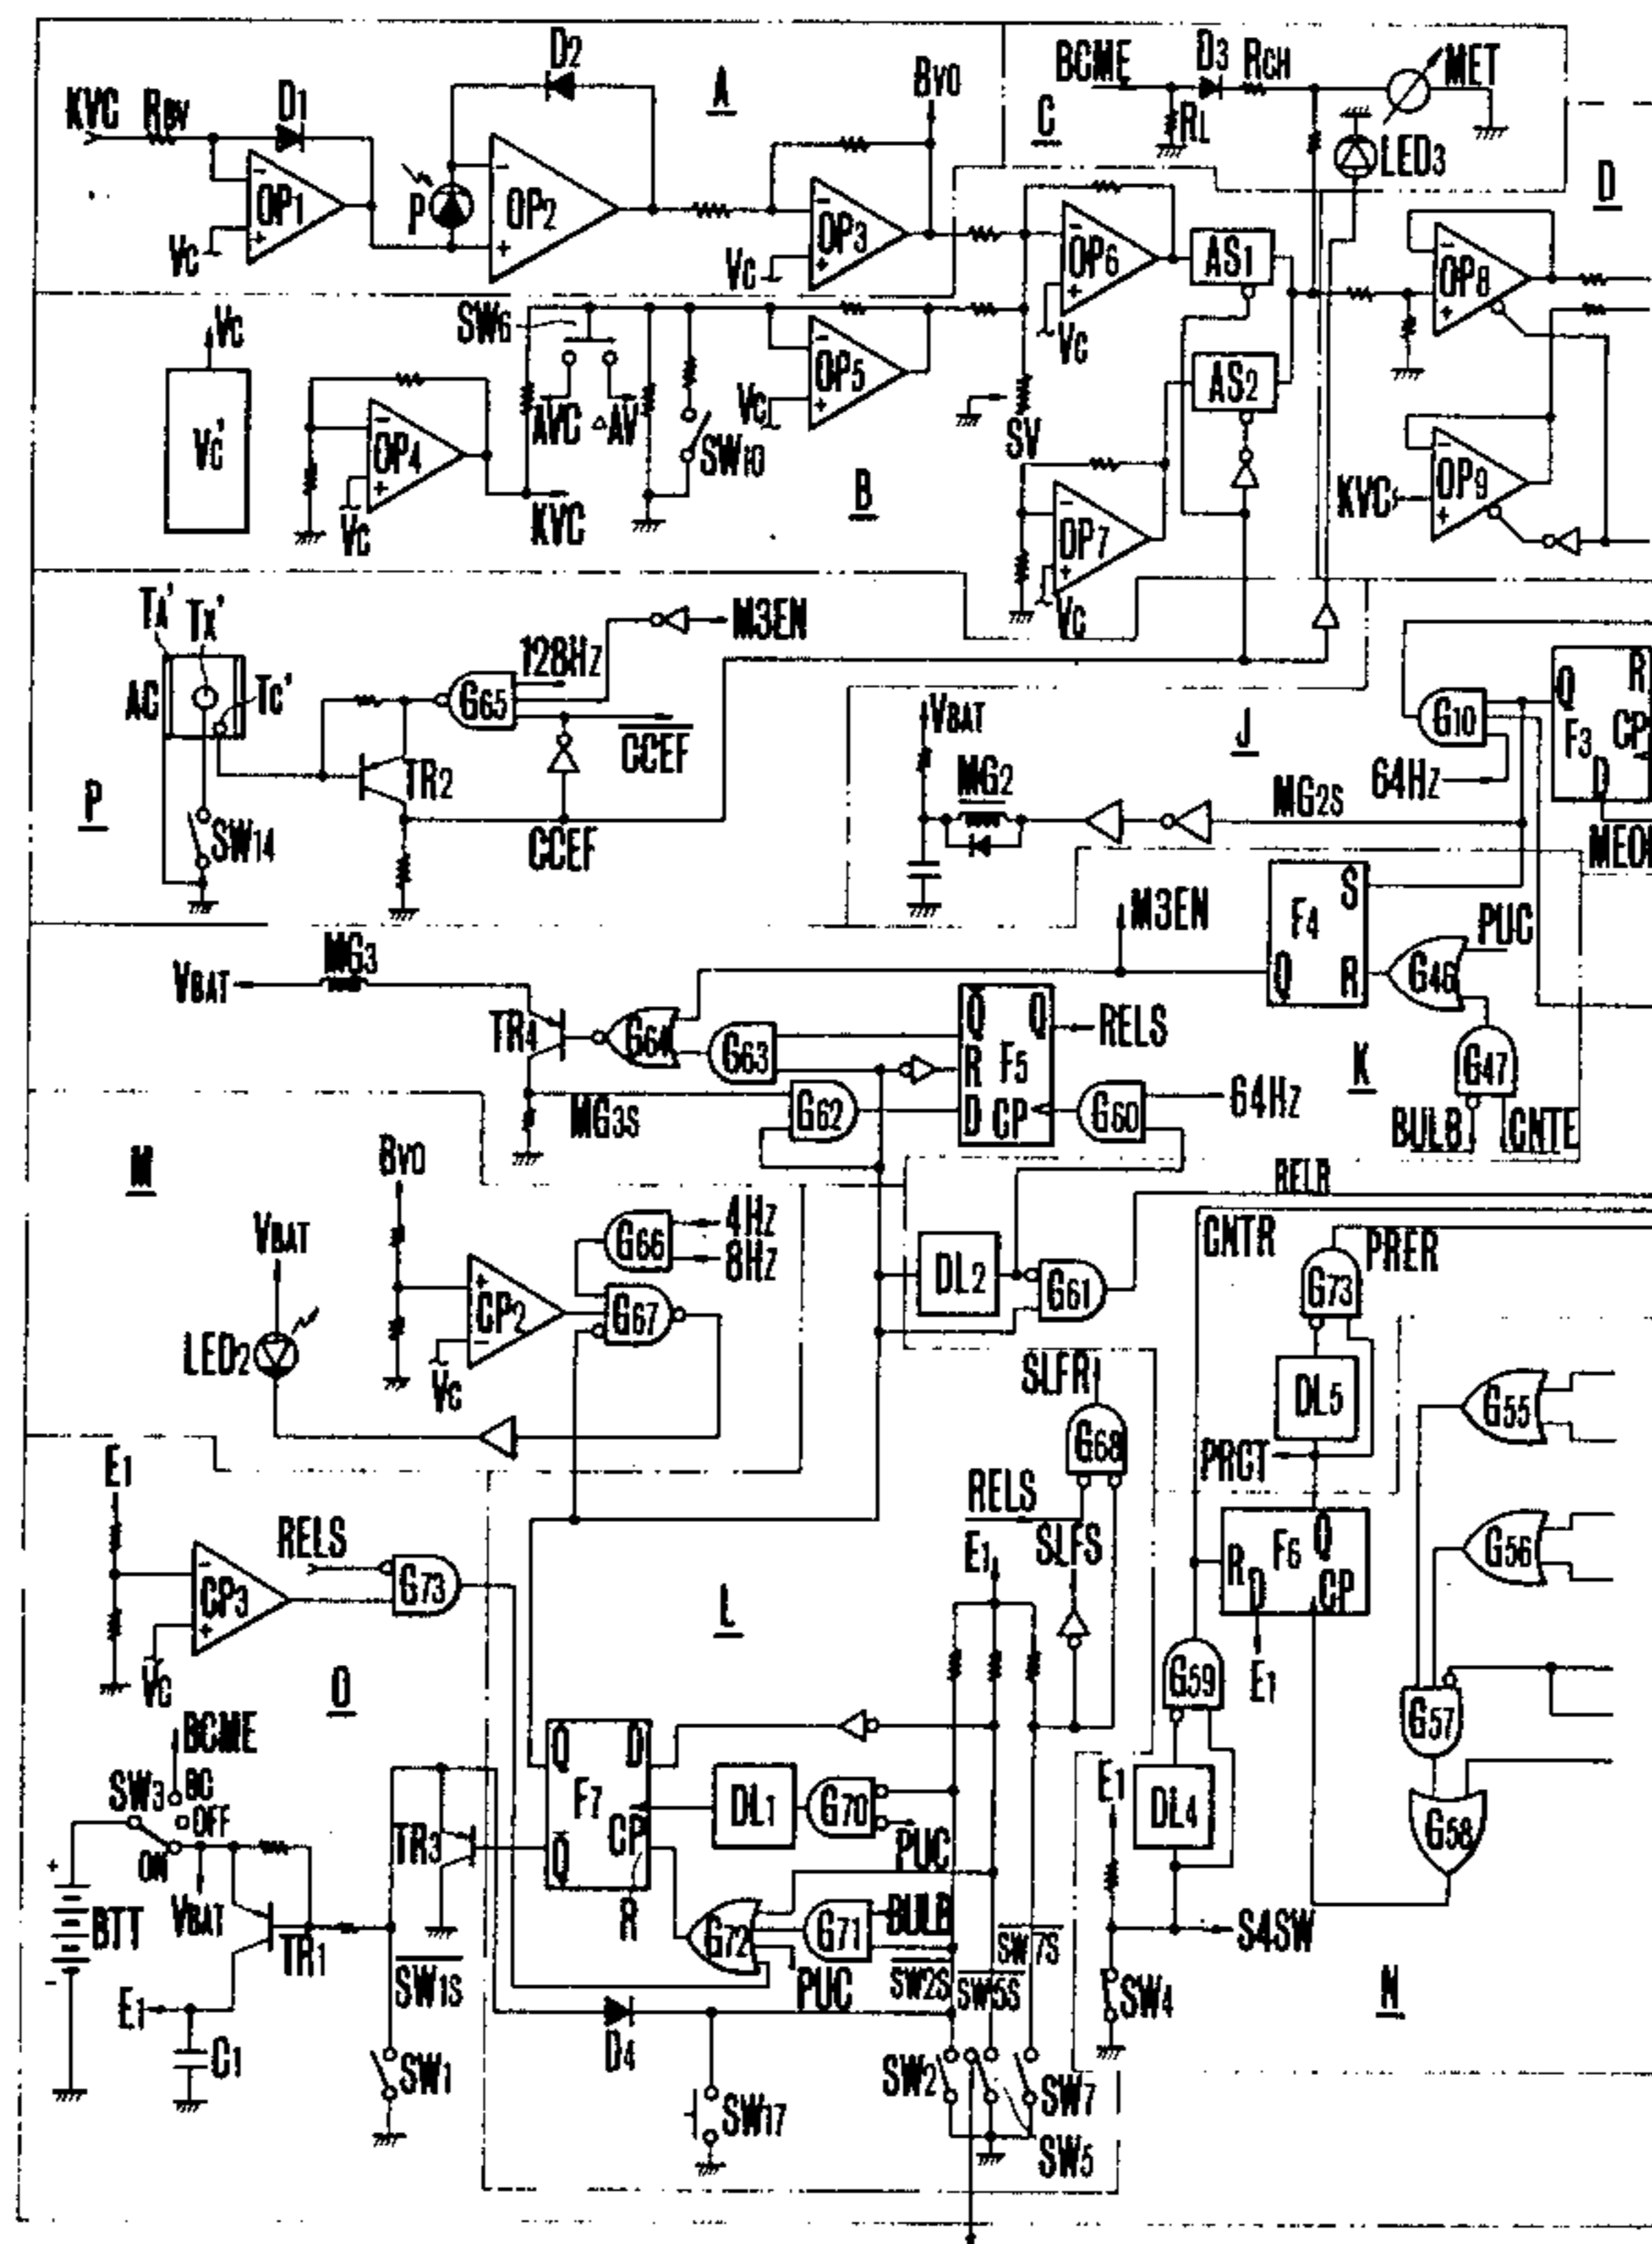 D2
BCME
D3
RCH
MET
KVC
RBV
D1
A
BVO
C
RL
LED3
D
OP1
P
OP2
OP3
VC
VC
OP6
AS1
OP8
VC
SW6
VC
VC'
OP4
VC
AVC
△AV
SW10
OP5
VC
SV
AS2
KVC
OP9
B
KVC
OP7
VC
TA'
TX'
AC
TC'
128HZ
M3EN
G65
CCEF
TR2
P
SW14
CCEF
VBAT
J
MG2
MG2S
G10
64HZ
Q
R
F3
CP
D
M3EN
S
F4
Q
R
PUC
G46
MG3
VBAT
TR4
G64
G63
Q
Q
R
F5
D
CP
RELS
G62
G60
64HZ
MG3S
K
G47
BULB
CNTE
M
BVO
VBAT
G66
4HZ
8HZ
CP2
G67
LED2
VC
DL2
G61
RELR
CNTR
PRER
G73
DL5
G55
SLFR
G68
PRCT
E1
RELS
CP3
G73
VC
RELS
E1
SLFS
L
F6
Q
R
D
CP
G56
E1
G59
G57
O
BCME
SW3
BC
OFF
ON
VBAT
BTT
TR1
E1
C1
SW1S
SW1
TR3
Q
D
F7
CP
Q
R
DL1
G70
PUC
G72
G71
BULB
PUC
SW2S
SW5S
SW7S
E1
DL4
G58
S4SW
SW4
N
D4
SW17
SW2
SW7
SW5